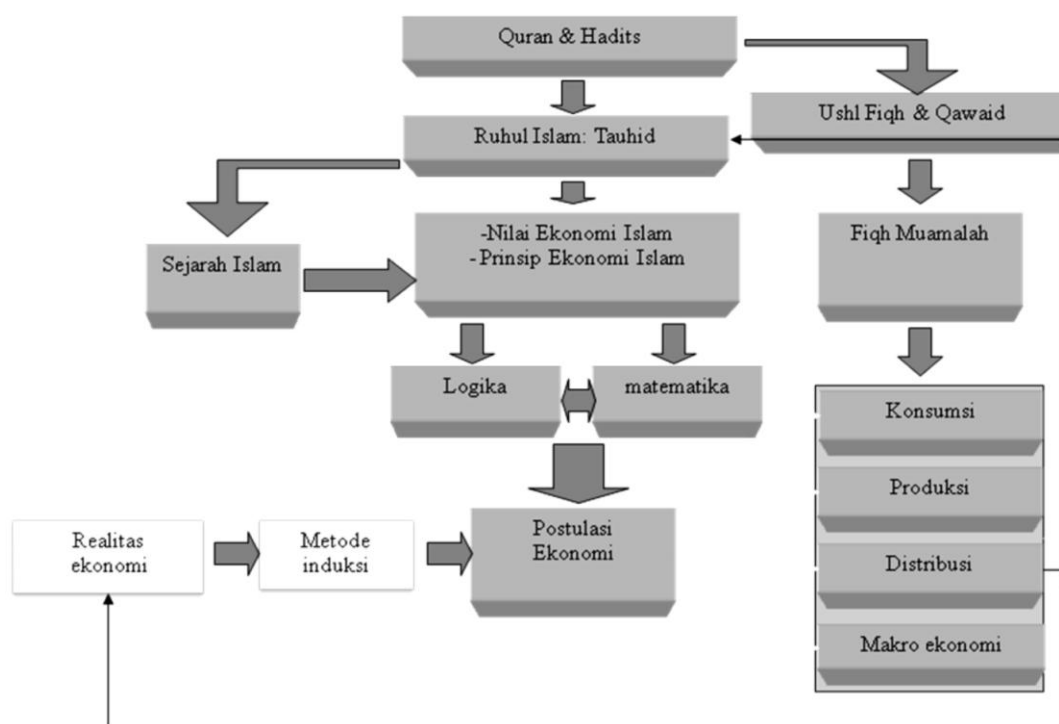 Quran & Hadits
Ushl Fiqh & Qawaid
Ruhul Islam: Tauhid
-Nilai Ekonomi Islam
-Prinsip Ekonomi Islam
Fiqh Muamalah
Sejarah Islam
Logika
matematika
Konsumsi
Produksi
Distribusi
Makro ekonomi
Realitas
ekonomi
Metode
induksi
Postulasi
Ekonomi